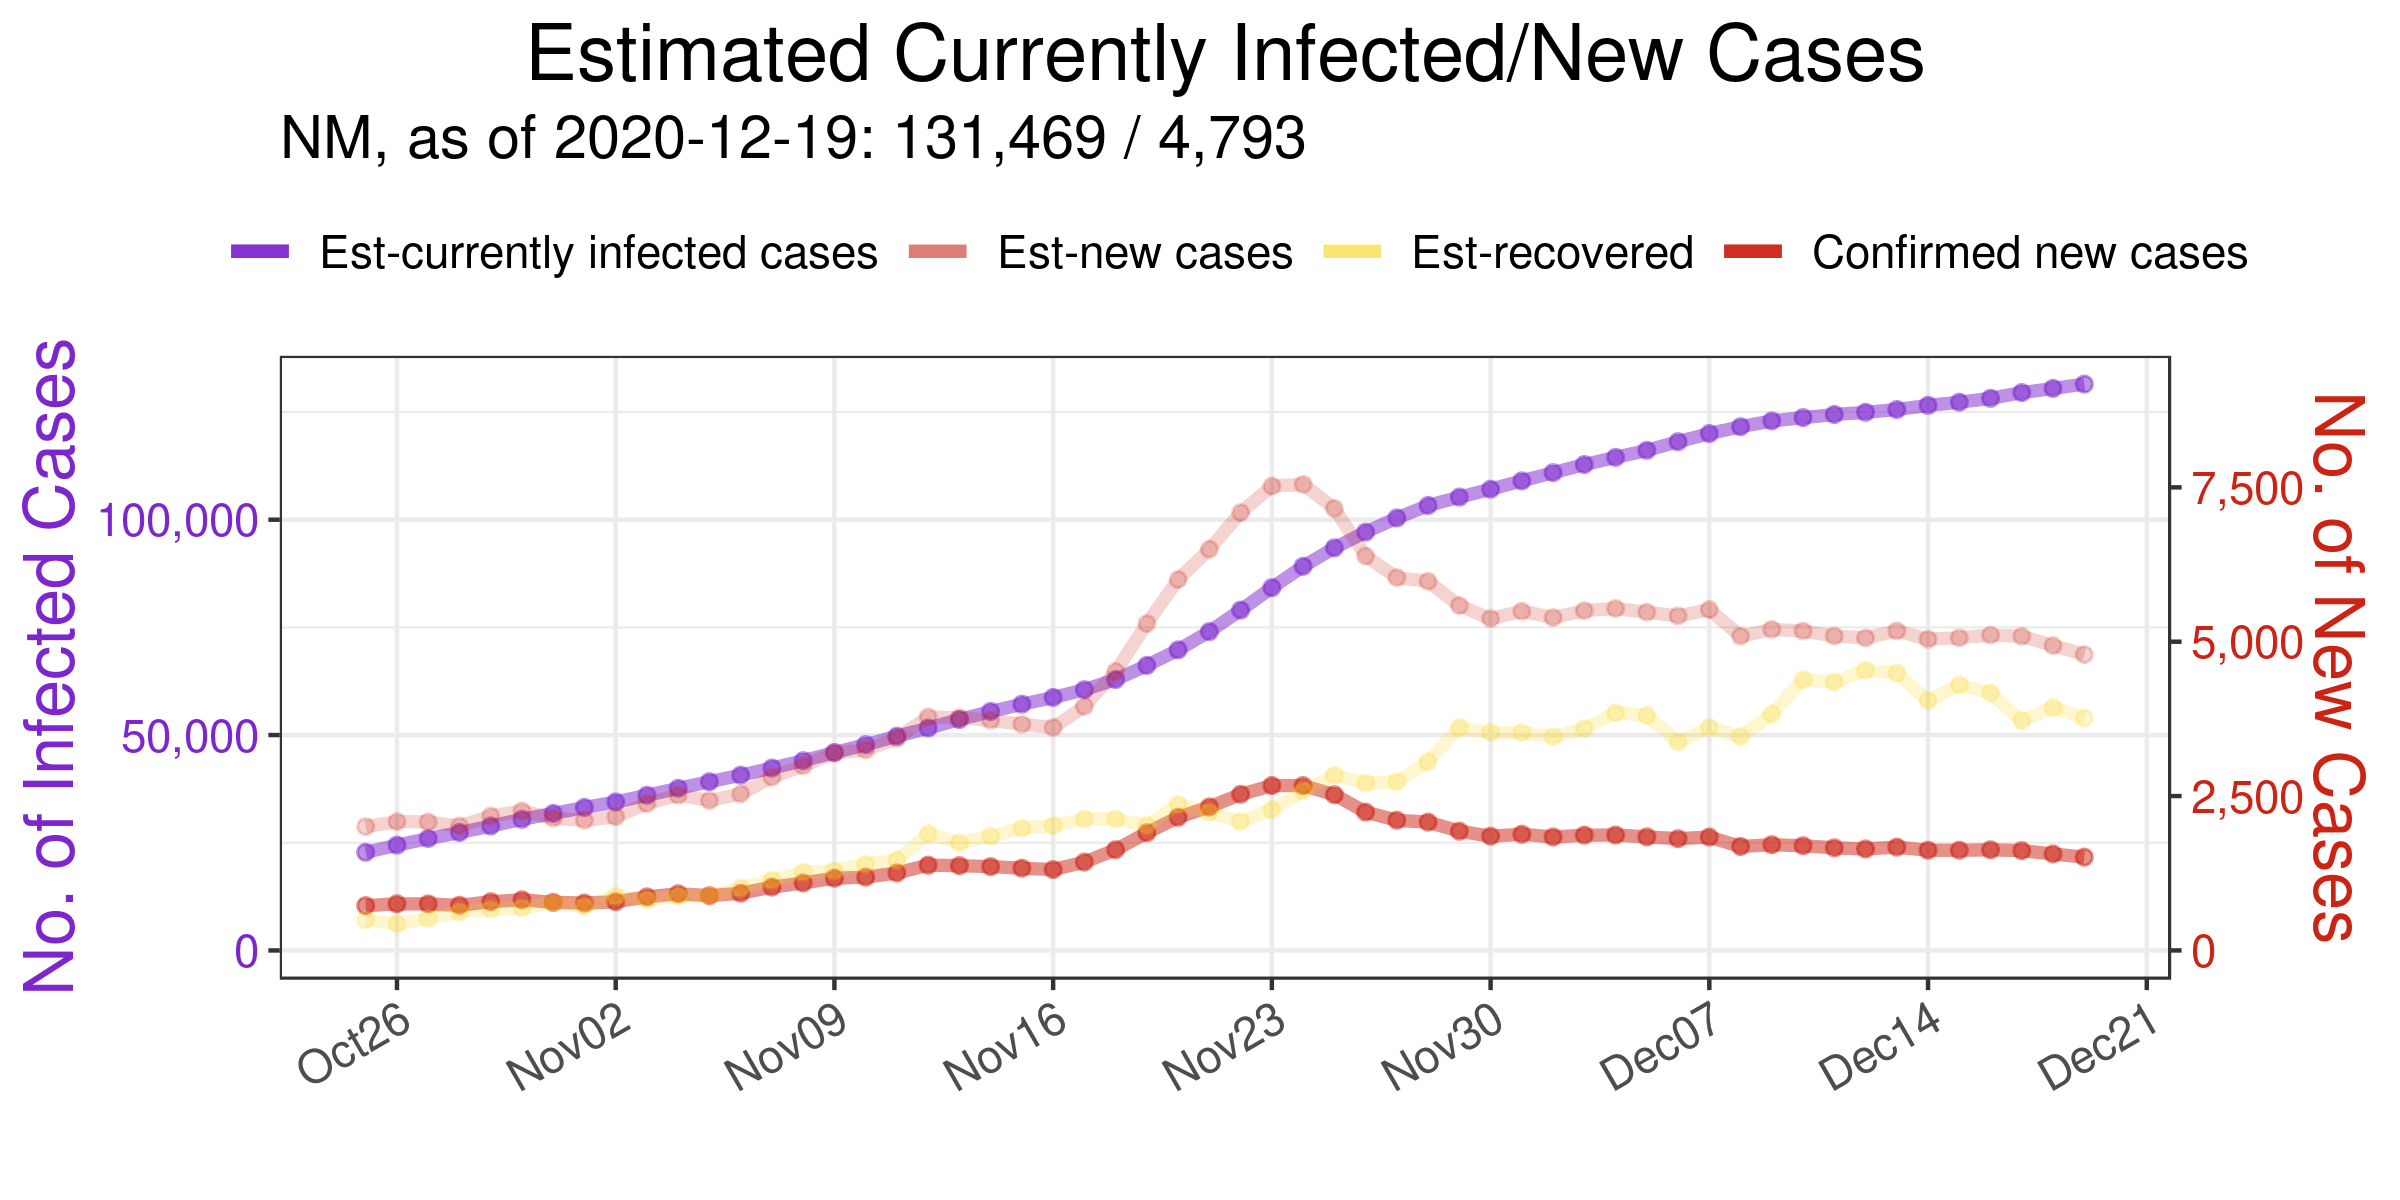 Estimated Currently Infected/New Cases
NM, as of 2020-12-19: 131,469 / 4,793
Est-currently infected cases Est-new cases Est-recovered Confirmed new cases
No. of Infected Cases
100,000
50,000
0
7,500
5,000
2,500
0
No. of New Cases
Oct26 Nov02 Nov09 Nov16 Nov23 Nov30 Dec07 Dec14 Dec21